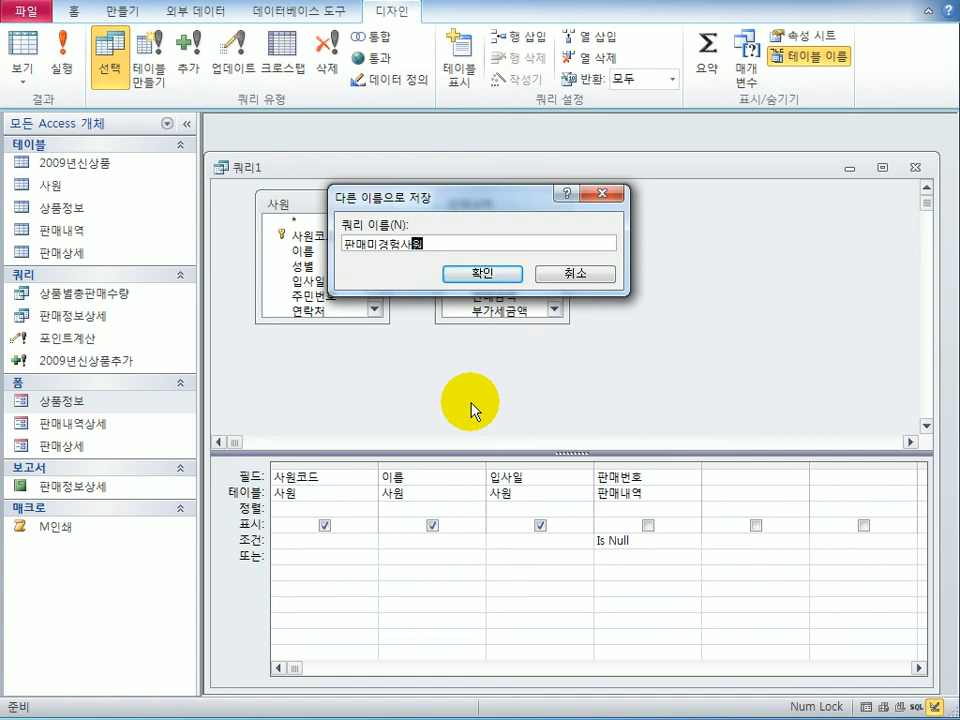 파일 홈 만들기 외부 데이터 데이터베이스 도구 디자인
보기 실행 선택 테이블 만들기 추가 업데이트 크로스탭 삭제
통합
통과
데이터 정의
테이블 표시
행 삽입
행 삭제
작성기
열 삽입
열 삭제
반환: 모두
요약
매개 변수
속성 시트
테이블 이름
결과 쿼리 유형 쿼리 설정 표시/숨기기
모든 Access 개체
테이블
2009년신상품
사원
상품정보
판매내역
판매상세
쿼리
상품별총판매수량
판매정보상세
포인트계산
2009년신상품추가
폼
상품정보
판매내역상세
판매상세
보고서
판매정보상세
매크로
M인쇄
쿼리1
사원
*
사원코
이름
성별
입사일
주민번호
연락처
부가세금액
다른 이름으로 저장
쿼리 이름(N):
판매미경험사원
확인 취소
필드: 사원코드 이름 입사일 판매번호
테이블: 사원 사원 사원 판매내역
정렬:
표시:
조건: Is Null
또는:
준비
Num Lock
SQL